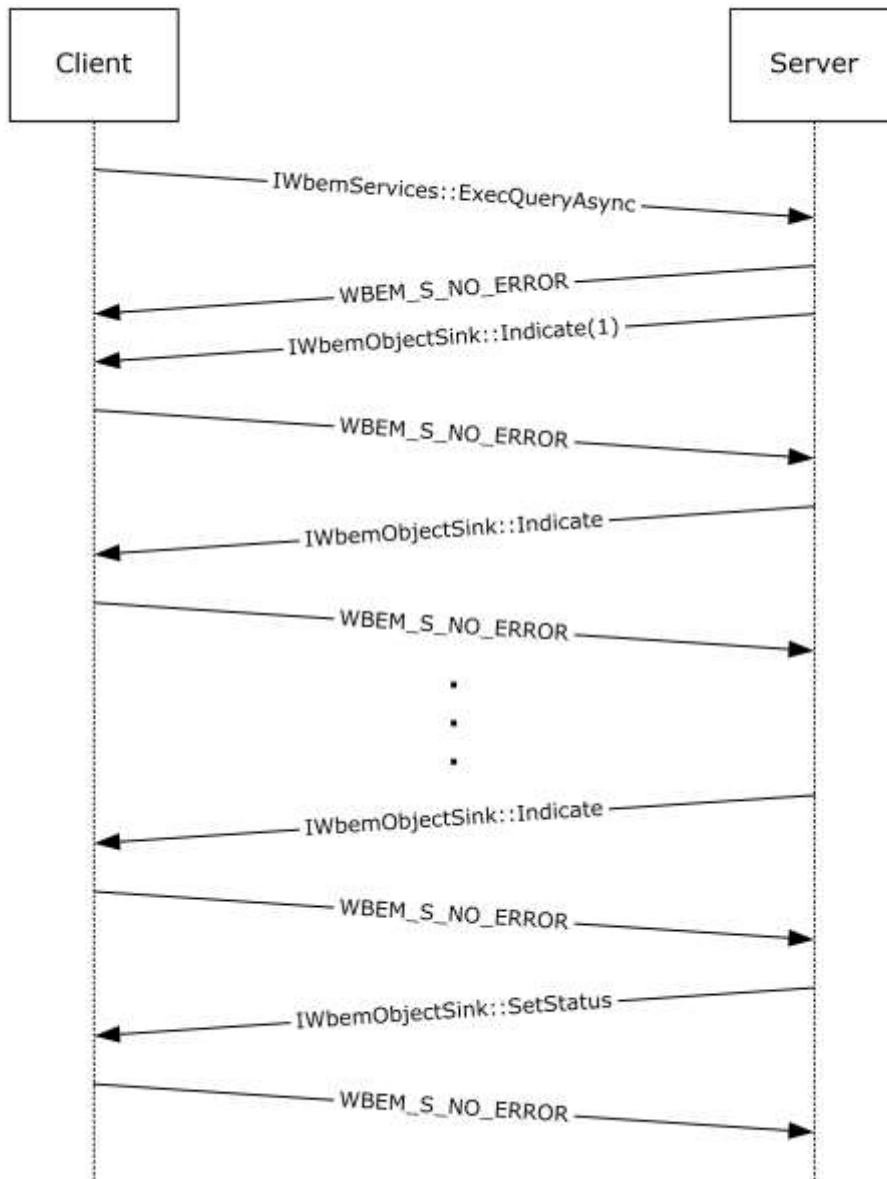 Client
Server
IWbemServices::ExecQueryAsync
WBEM_S_NO_ERROR
IWbemObjectSink::Indicate(1)
WBEM_S_NO_ERROR
IWbemObjectSink::Indicate
WBEM_S_NO_ERROR
IWbemObjectSink::Indicate
WBEM_S_NO_ERROR
IWbemObjectSink::SetStatus
WBEM_S_NO_ERROR